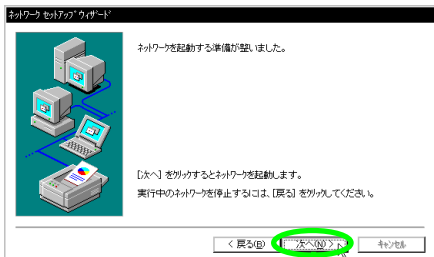 ネットワーク セットアップ ウィザード
ネットワークを起動する準備が整いました。
[次へ] をクリックするとネットワークを起動します。
実行中のネットワークを停止するには、[戻る] をクリックしてください。
< 戻る(B)
次へ(N) >
キャンセル